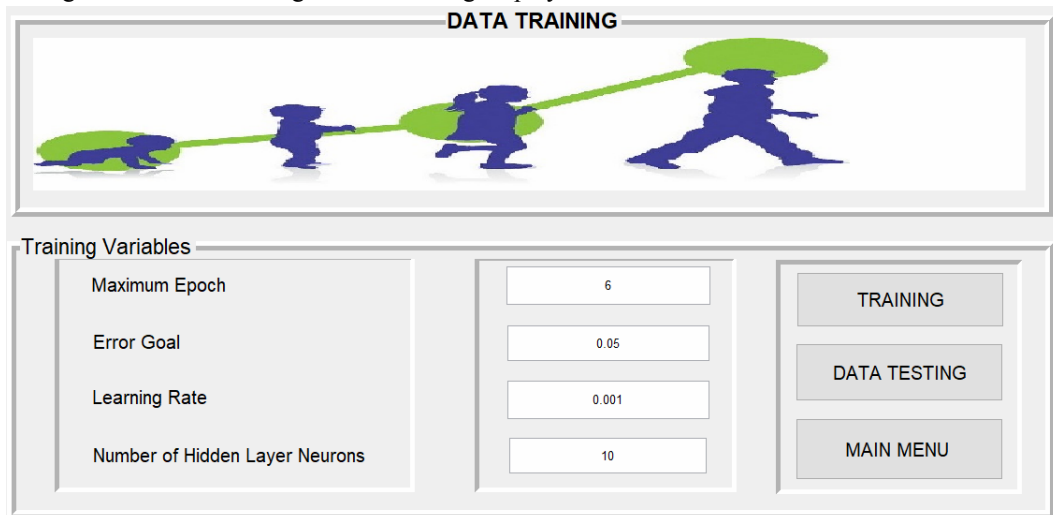 DATA TRAINING
Training Variables
Maximum Epoch
6
Error Goal
0.05
Learning Rate
0.001
Number of Hidden Layer Neurons
10
TRAINING
DATA TESTING
MAIN MENU